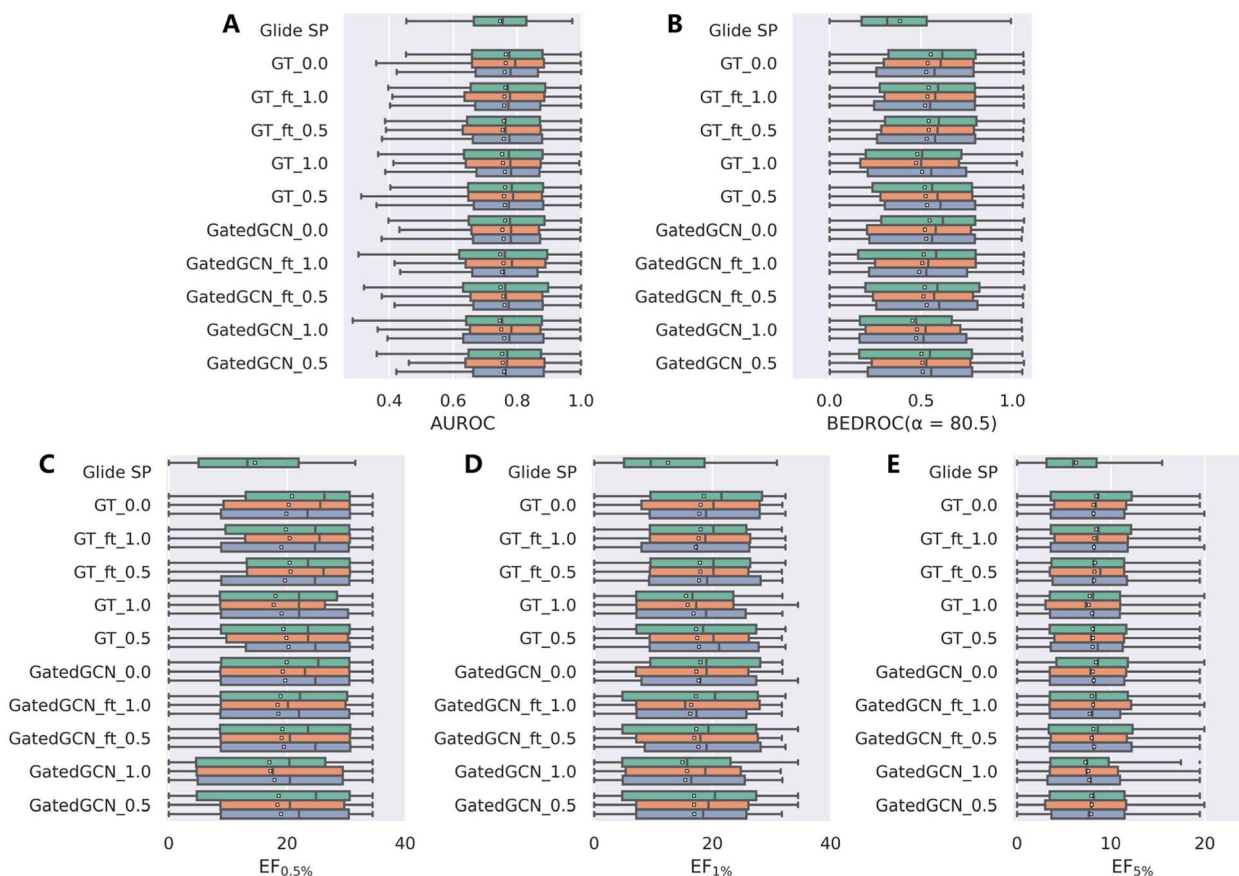 A
Glide SP
GT_0.0
GT_ft_1.0
GT_ft_0.5
GT_1.0
GT_0.5
GatedGCN_0.0
GatedGCN_ft_1.0
GatedGCN_ft_0.5
GatedGCN_1.0
GatedGCN_0.5
0.4 0.6 0.8 1.0
AUROC
B
Glide SP
GT_0.0
GT_ft_1.0
GT_ft_0.5
GT_1.0
GT_0.5
GatedGCN_0.0
GatedGCN_ft_1.0
GatedGCN_ft_0.5
GatedGCN_1.0
GatedGCN_0.5
0.0 0.5 1.0
BEDROC(α = 80.5)
C
Glide SP
GT_0.0
GT_ft_1.0
GT_ft_0.5
GT_1.0
GT_0.5
GatedGCN_0.0
GatedGCN_ft_1.0
GatedGCN_ft_0.5
GatedGCN_1.0
GatedGCN_0.5
0 20 40
EF0.5%
D
Glide SP
GT_0.0
GT_ft_1.0
GT_ft_0.5
GT_1.0
GT_0.5
GatedGCN_0.0
GatedGCN_ft_1.0
GatedGCN_ft_0.5
GatedGCN_1.0
GatedGCN_0.5
0 20 40
EF1%
E
Glide SP
GT_0.0
GT_ft_1.0
GT_ft_0.5
GT_1.0
GT_0.5
GatedGCN_0.0
GatedGCN_ft_1.0
GatedGCN_ft_0.5
GatedGCN_1.0
GatedGCN_0.5
0 10 20
EF5%